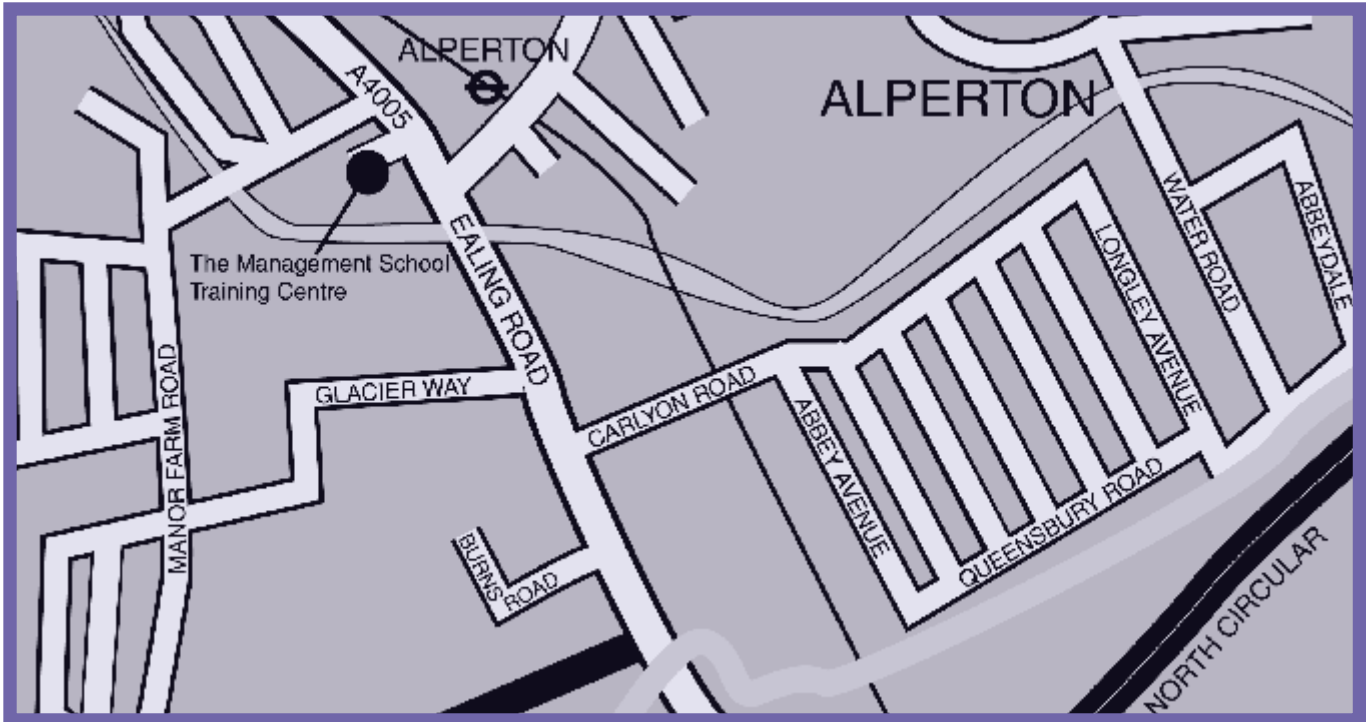 ALPERTON
A4005
ALPERTON
The Management School
Training Centre
EALING ROAD
WATER ROAD
ABBEYDALE
LONGLEY AVENUE
GLACIER WAY
MANOR FARM ROAD
CARLYON ROAD
ABBEY AVENUE
QUEENSBURY ROAD
BURNS
ROAD
NORTH CIRCULAR